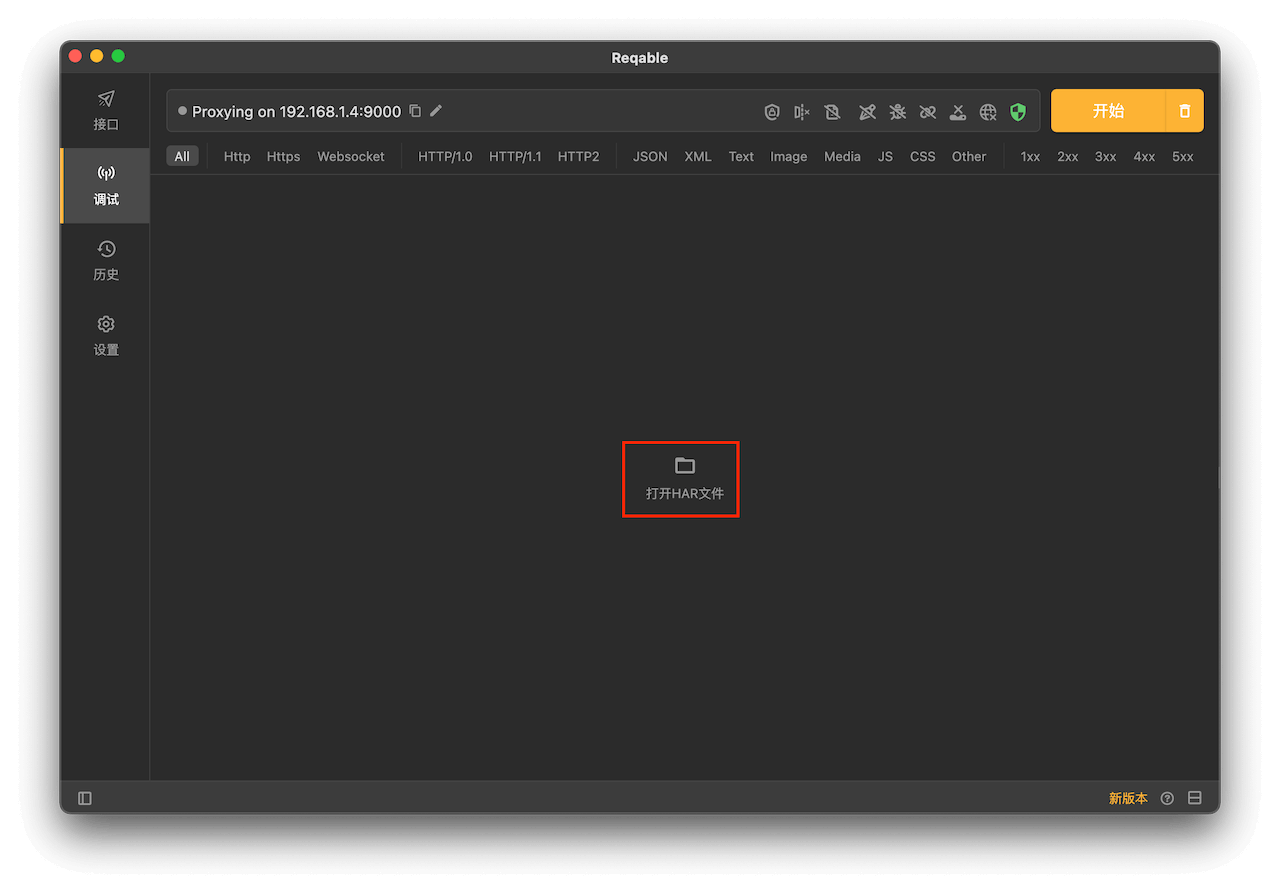 Reqable
接口
调试
历史
设置
Proxying on 192.168.1.4:9000
开始
All Http Https Websocket HTTP/1.0 HTTP/1.1 HTTP2 JSON XML Text Image Media JS CSS Other 1xx 2xx 3xx 4xx 5xx
打开HAR文件
新版本